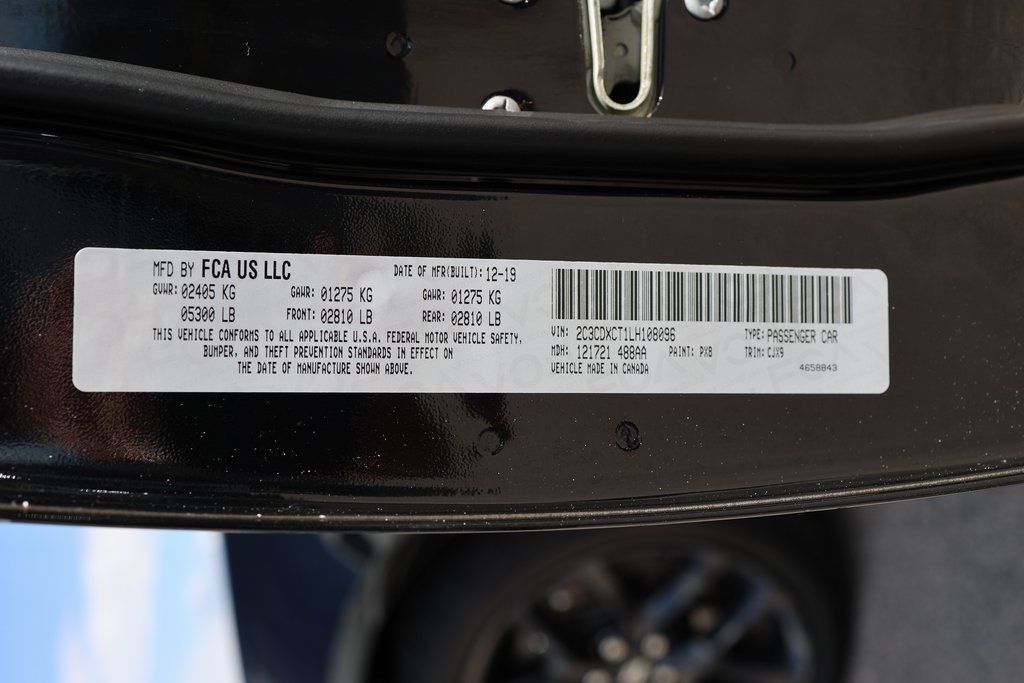 MFD BY FCA US LLC DATE OF MFR(BUILT): 12-19
GVWR: 02405 KG GAWR: 01275 KG GAWR: 01275 KG
05300 LB FRONT: 02810 LB REAR: 02810 LB
THIS VEHICLE CONFORMS TO ALL APPLICABLE U.S.A. FEDERAL MOTOR VEHICLE SAFETY,
BUMPER, AND THEFT PREVENTION STANDARDS IN EFFECT ON
THE DATE OF MANUFACTURE SHOWN ABOVE.
VIN: 2C3CDXCT1LH108096 TYPE: PASSENGER CAR
MDH: 121721 488AA PAINT: PX8 TRIM: CJX9
VEHICLE MADE IN CANADA 4658843